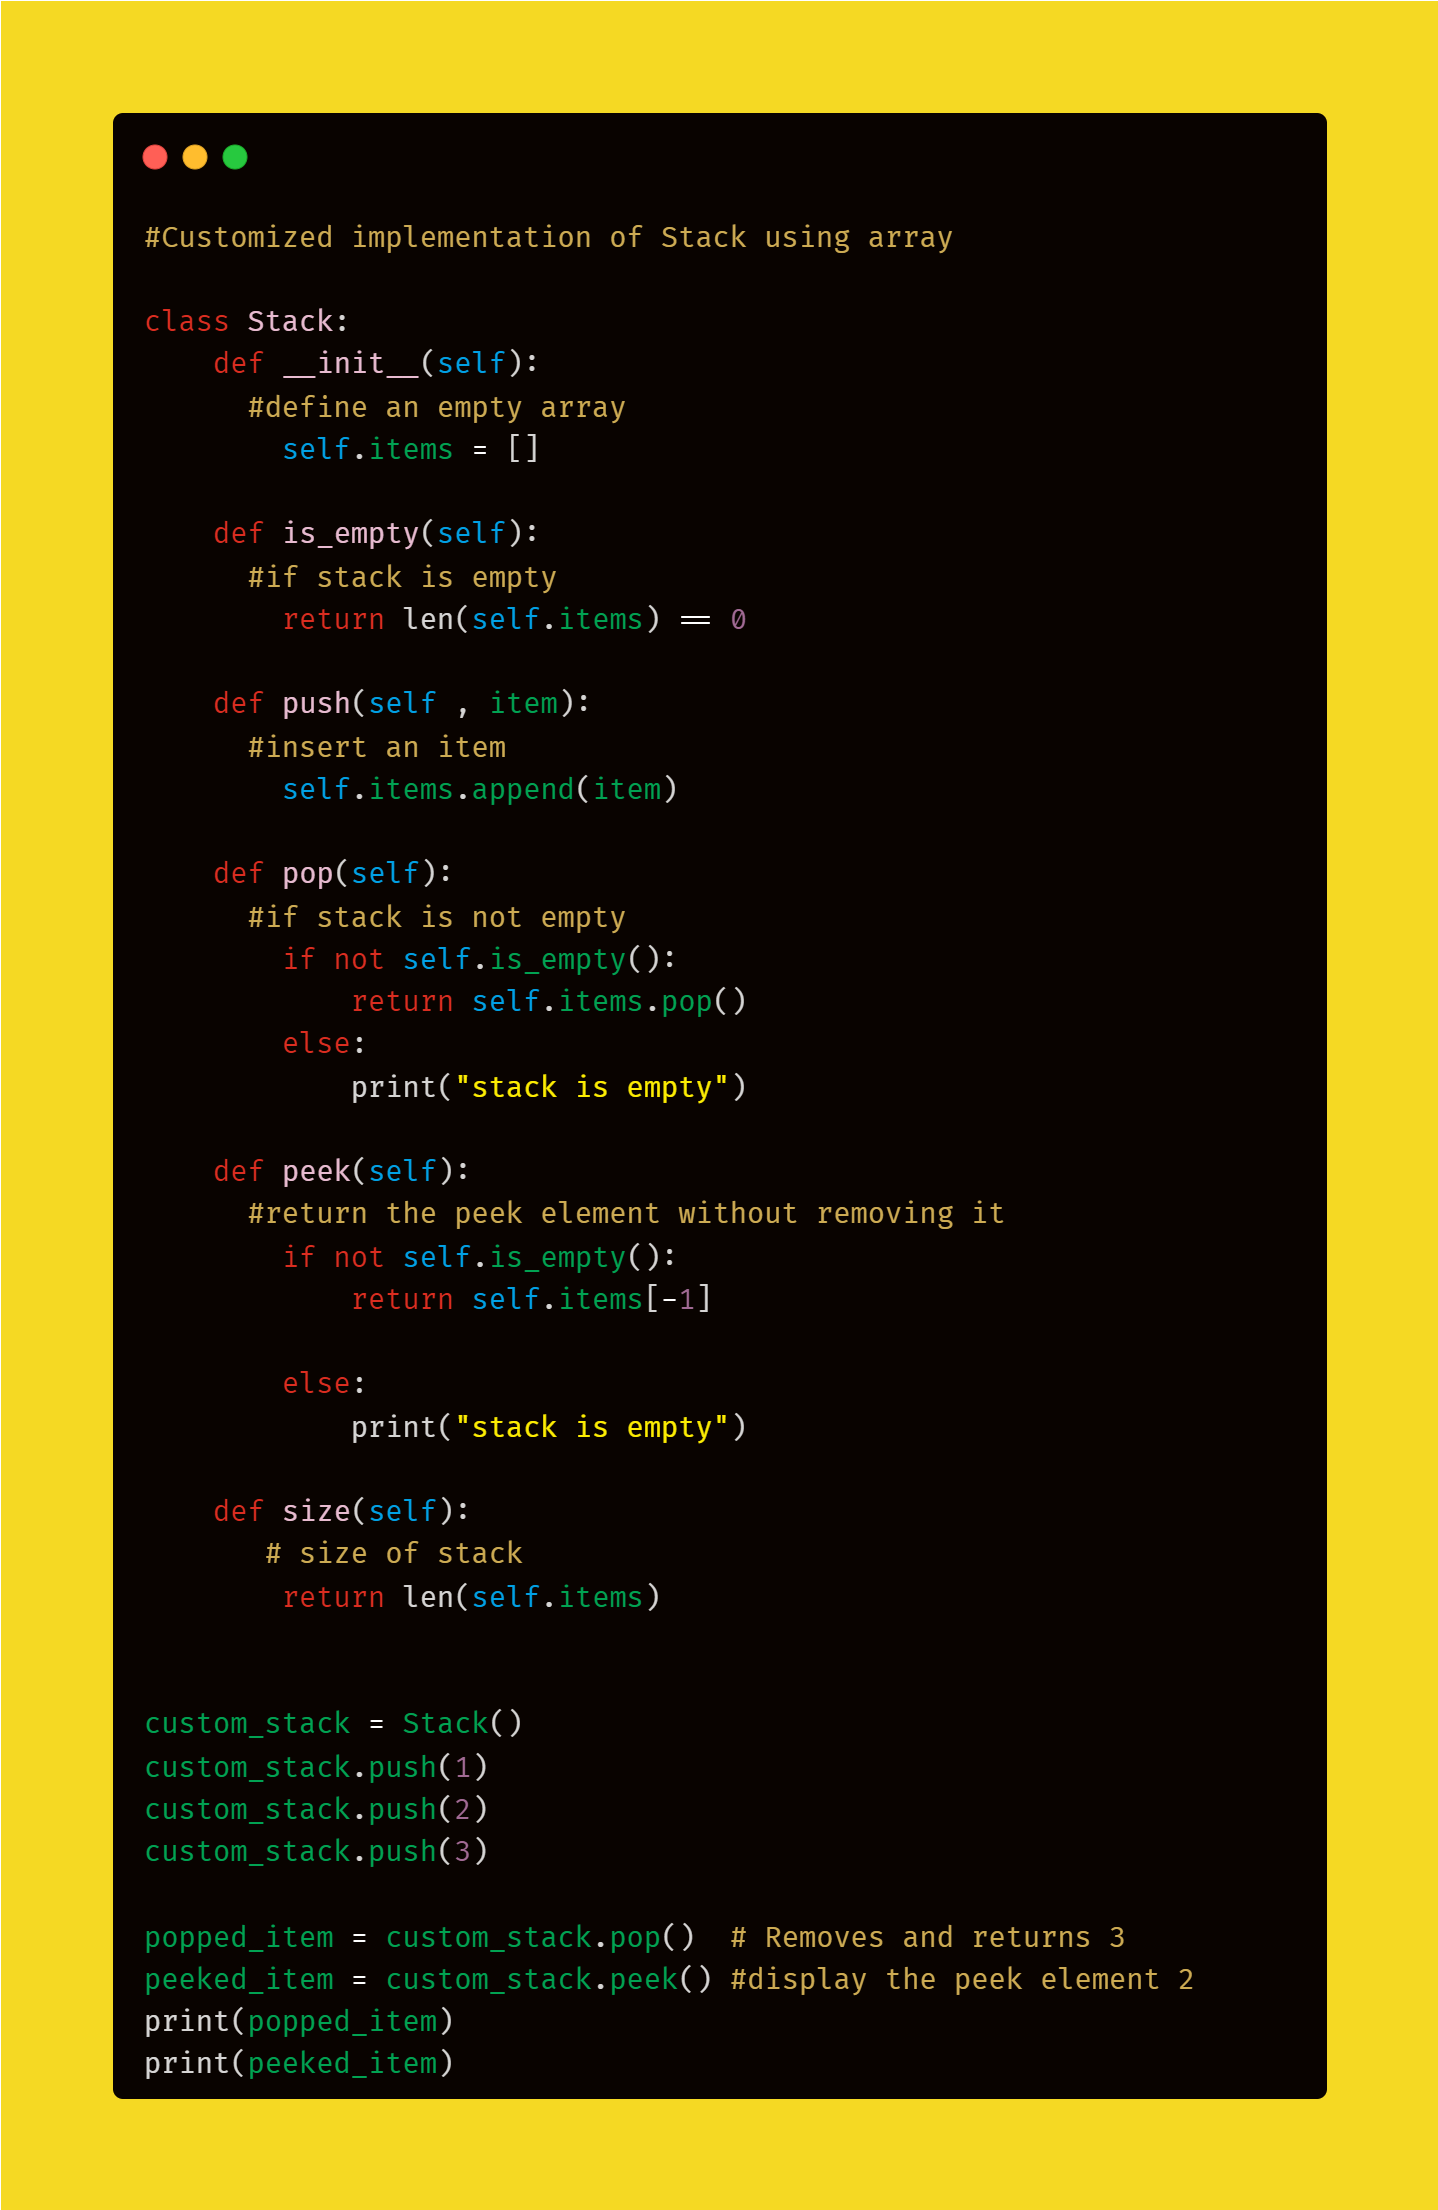 #Customized implementation of Stack using array

class Stack:
    def __init__(self):
      #define an empty array
        self.items = []

    def is_empty(self):
      #if stack is empty
        return len(self.items) == 0

    def push(self , item):
      #insert an item
        self.items.append(item)

    def pop(self):
      #if stack is not empty
        if not self.is_empty():
            return self.items.pop()
        else:
            print("stack is empty")

    def peek(self):
      #return the peek element without removing it
        if not self.is_empty():
            return self.items[-1]

        else:
            print("stack is empty")

    def size(self):
       # size of stack
        return len(self.items)


custom_stack = Stack()
custom_stack.push(1)
custom_stack.push(2)
custom_stack.push(3)

popped_item = custom_stack.pop()  # Removes and returns 3
peeked_item = custom_stack.peek() #display the peek element 2
print(popped_item)
print(peeked_item)